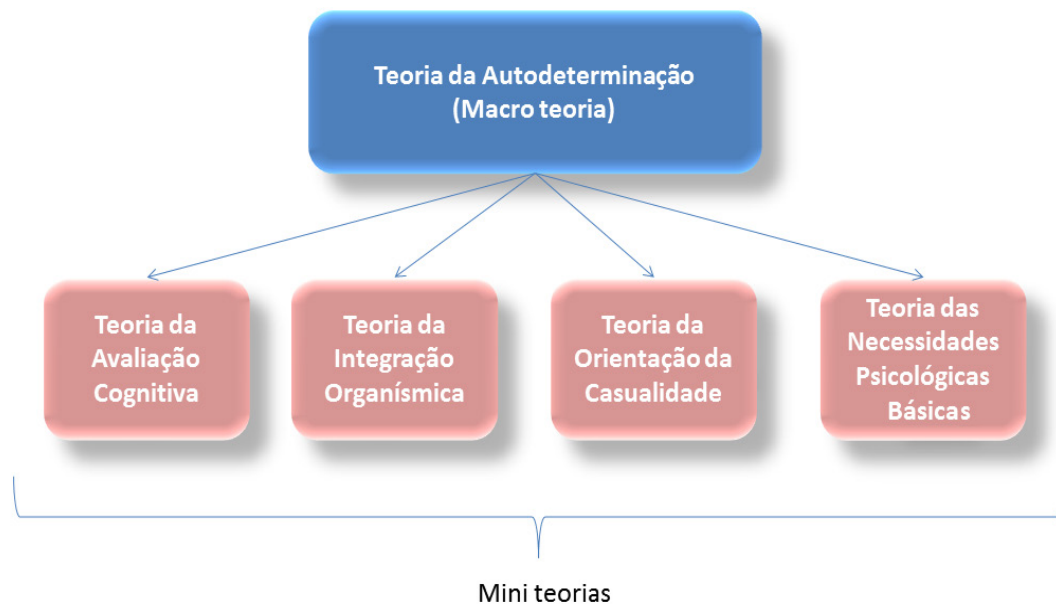 Teoria da Autodeterminação
(Macro teoria)
Teoria da
Avaliação
Cognitiva
Teoria da
Integração
Organísmica
Teoria da
Orientação da
Casualidade
Teoria das
Necessidades
Psicológicas
Básicas
Mini teorias